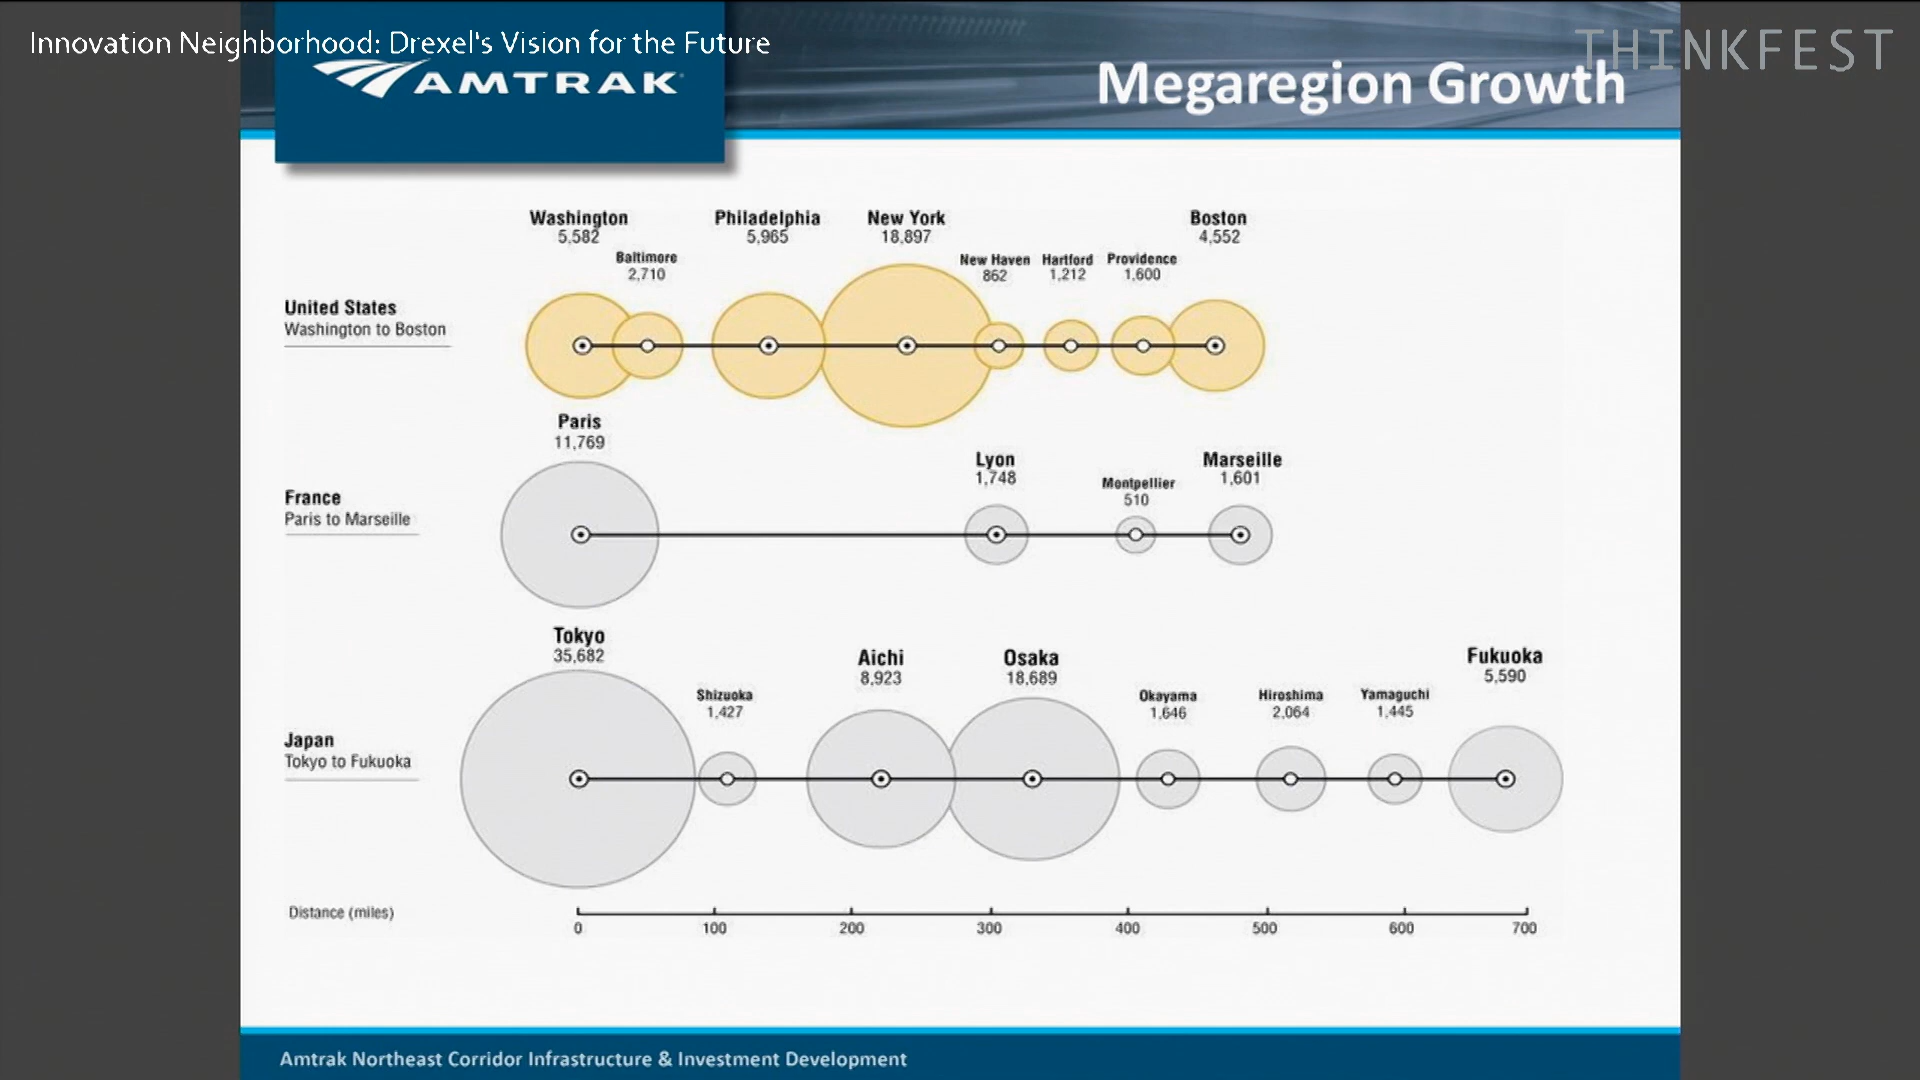 Innovation Neighborhood: Drexel's Vision for the Future
THINKFEST
AMTRAK
Megaregion Growth
Washington
5,582
Baltimore
2,710
Philadelphia
5,965
New York
18,897
New Haven
862
Hartford
1,212
Providence
1,600
Boston
4,552
United States
Washington to Boston
Paris
11,769
Lyon
1,748
Montpellier
510
Marseille
1,601
France
Paris to Marseille
Tokyo
35,682
Shizuoka
1,427
Aichi
8,923
Osaka
18,689
Okayama
1,646
Hiroshima
2,064
Yamaguchi
1,445
Fukuoka
5,590
Japan
Tokyo to Fukuoka
Distance (miles)
0 100 200 300 400 500 600 700
Amtrak Northeast Corridor Infrastructure & Investment Development